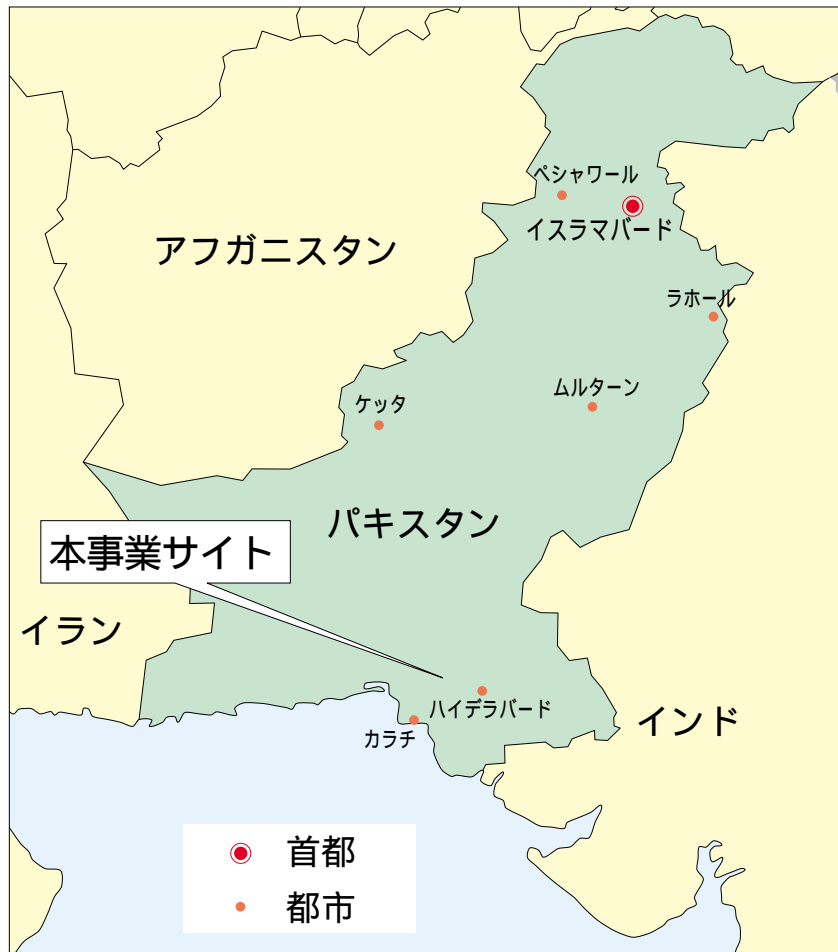 ペシャワール
イスラマバード
アフガニスタン
ラホール
ムルターン
ケッタ
パキスタン
本事業サイト
イラン
ハイデラバード
インド
カラチ
首都
都市